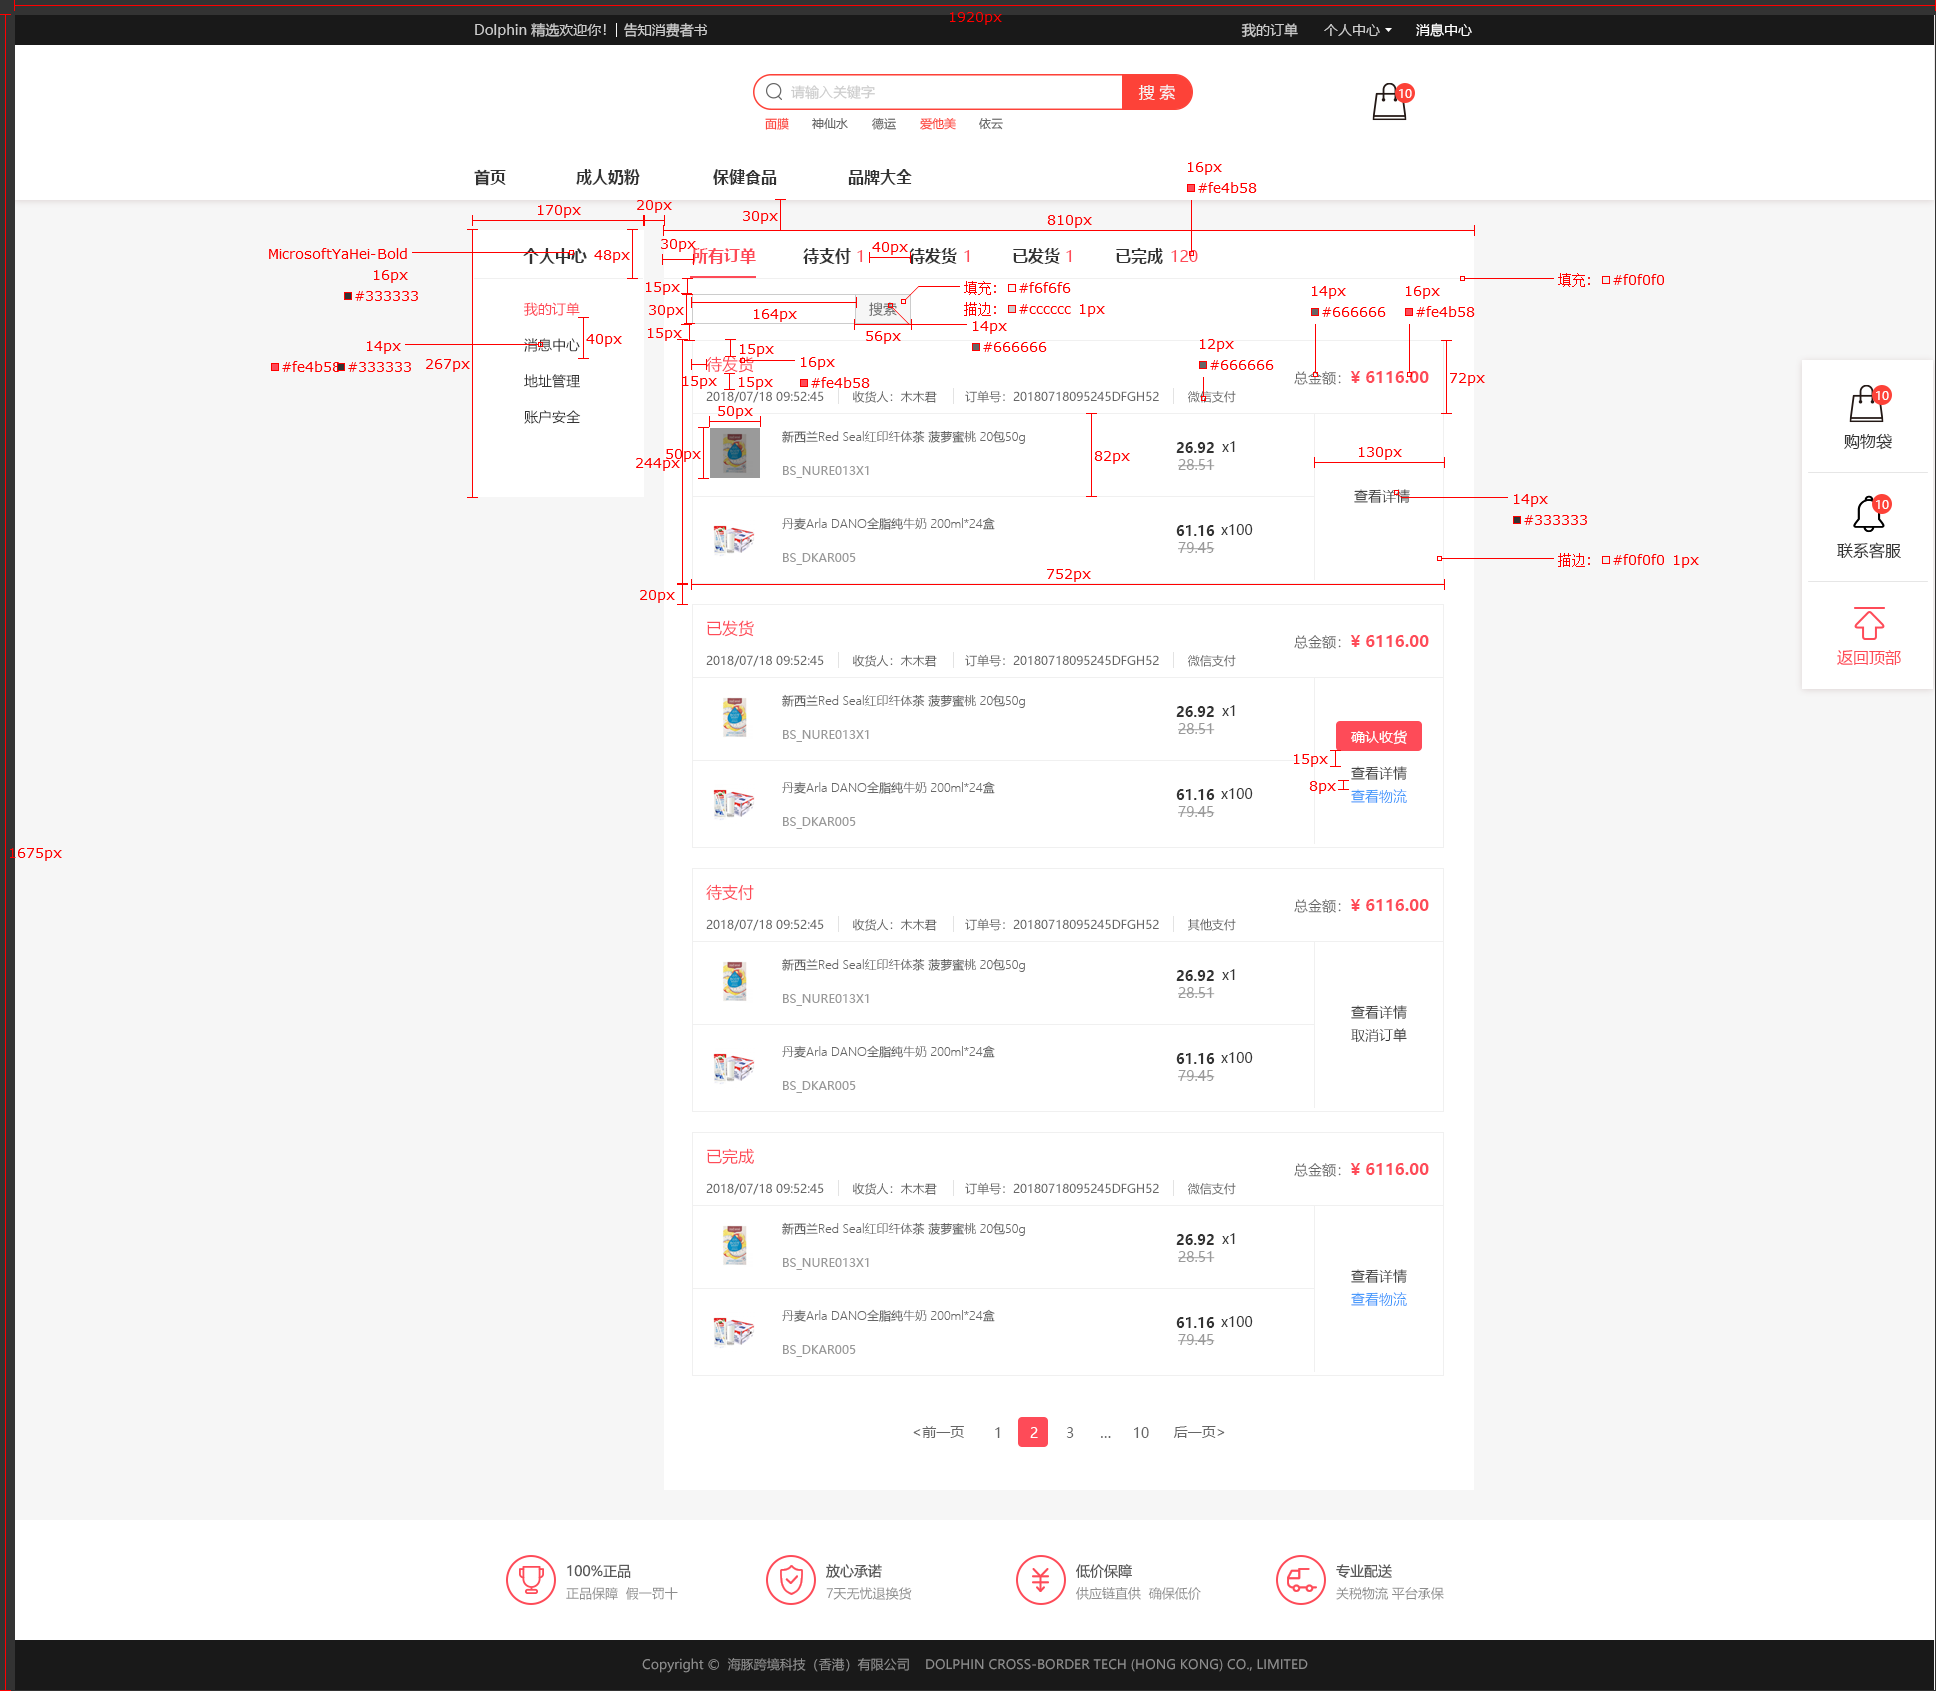 1920px
Dolphin 精选欢迎你! | 告知消费者书
我的订单 个人中心 消息中心
请输入关键字 搜 索
10
面膜 神仙水 德运 爱他美 依云
首页 成人奶粉 保健食品 品牌大全
16px
#fe4b58
170px 20px 30px 810px
MicrosoftYaHei-Bold
16px
#333333
个人中心 48px
30px 所有订单 待支付 1 40px 待发货 1 已发货 1 已完成 120
填充: #f0f0f0
15px
30px
15px
164px
搜索
56px
填充: #f6f6f6
描边: #cccccc 1px
14px
#666666
14px
#666666
16px
#fe4b58
我的订单
消息中心
地址管理
账户安全
40px
14px
#fe4b58 #333333
267px
待发货
15px
15px 15px
16px
#fe4b58
12px
#666666
总金额: ¥ 6116.00
72px
2018/07/18 09:52:45 收货人: 木木君 订单号: 20180718095245DFGH52 微信支付
50px
50px
244px
新西兰Red Seal红印纤体茶 菠萝蜜桃 20包50g
BS_NURE013X1
82px
26.92 x1
28.51
130px
查看详情
14px
#333333
丹麦Arla DANO全脂纯牛奶 200ml*24盒
BS_DKAR005
61.16 x100
79.45
描边: #f0f0f0 1px
752px
20px
10
购物袋
10
联系客服
返回顶部
已发货
总金额: ¥ 6116.00
2018/07/18 09:52:45 收货人: 木木君 订单号: 20180718095245DFGH52 微信支付
新西兰Red Seal红印纤体茶 菠萝蜜桃 20包50g
BS_NURE013X1
26.92 x1
28.51
确认收货
15px
查看详情
8px
查看物流
丹麦Arla DANO全脂纯牛奶 200ml*24盒
BS_DKAR005
61.16 x100
79.45
1675px
待支付
总金额: ¥ 6116.00
2018/07/18 09:52:45 收货人: 木木君 订单号: 20180718095245DFGH52 其他支付
新西兰Red Seal红印纤体茶 菠萝蜜桃 20包50g
BS_NURE013X1
26.92 x1
28.51
查看详情
取消订单
丹麦Arla DANO全脂纯牛奶 200ml*24盒
BS_DKAR005
61.16 x100
79.45
已完成
总金额: ¥ 6116.00
2018/07/18 09:52:45 收货人: 木木君 订单号: 20180718095245DFGH52 微信支付
新西兰Red Seal红印纤体茶 菠萝蜜桃 20包50g
BS_NURE013X1
26.92 x1
28.51
查看详情
查看物流
丹麦Arla DANO全脂纯牛奶 200ml*24盒
BS_DKAR005
61.16 x100
79.45
<前一页 1 2 3 ... 10 后一页>
100%正品
正品保障 假一罚十
放心承诺
7天无忧退换货
低价保障
供应链直供 确保低价
专业配送
关税物流 平台承保
Copyright © 海豚跨境科技（香港）有限公司 DOLPHIN CROSS-BORDER TECH (HONG KONG) CO., LIMITED